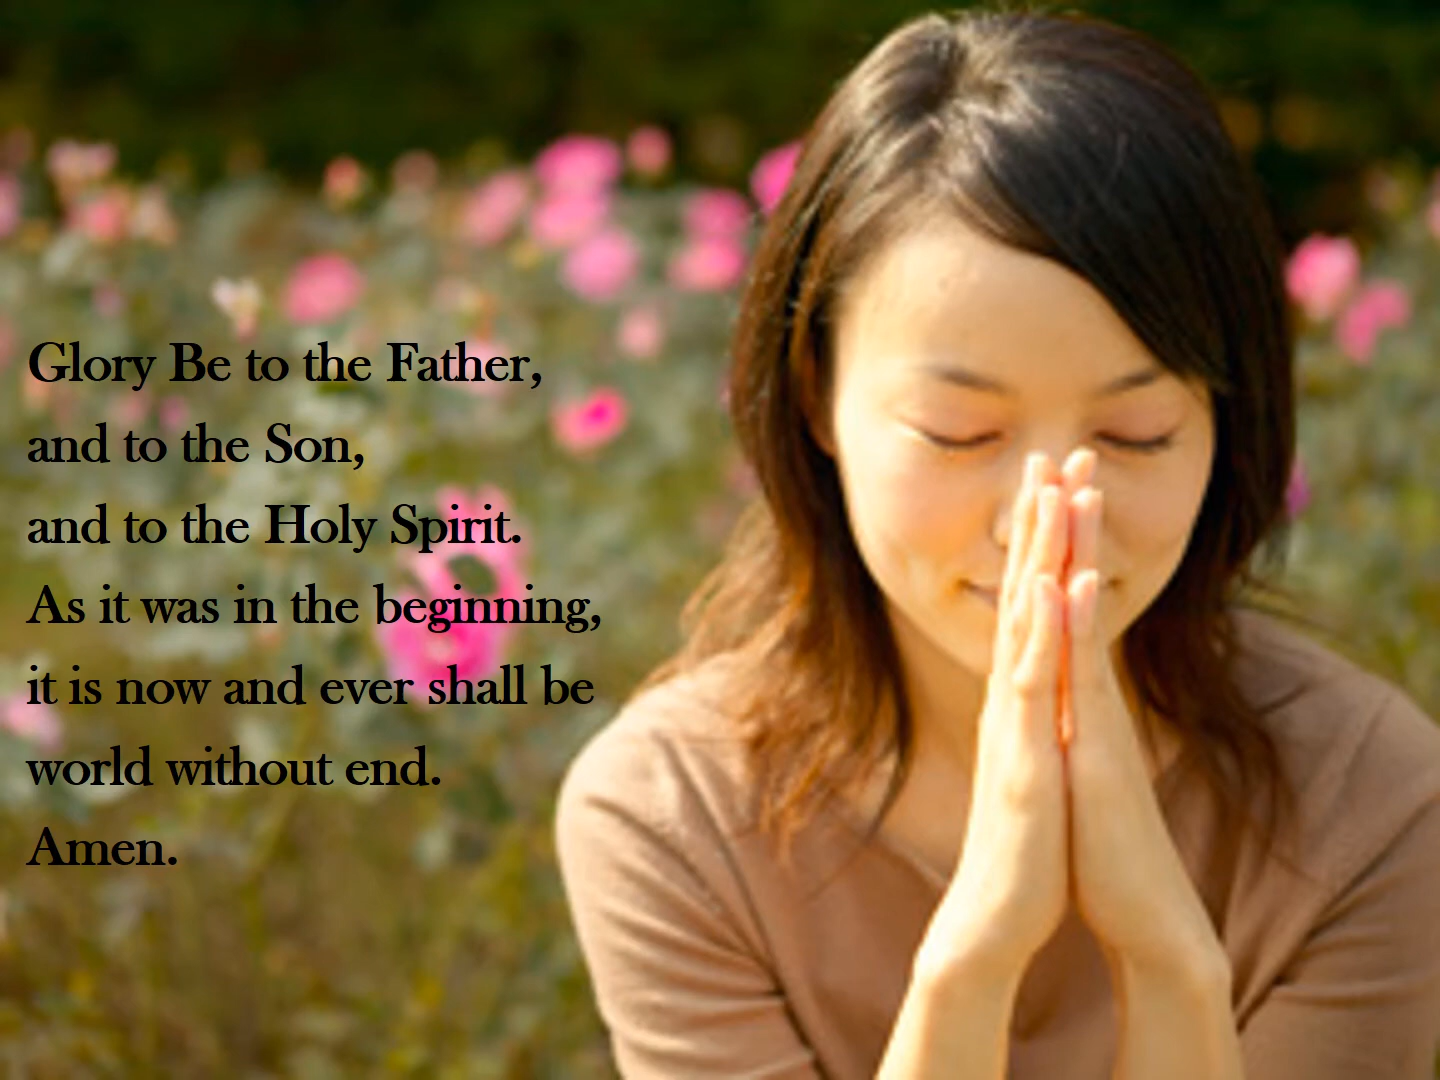 Glory Be to the Father,
and to the Son,
and to the Holy Spirit.
As it was in the beginning,
it is now and ever shall be
world without end.
Amen.